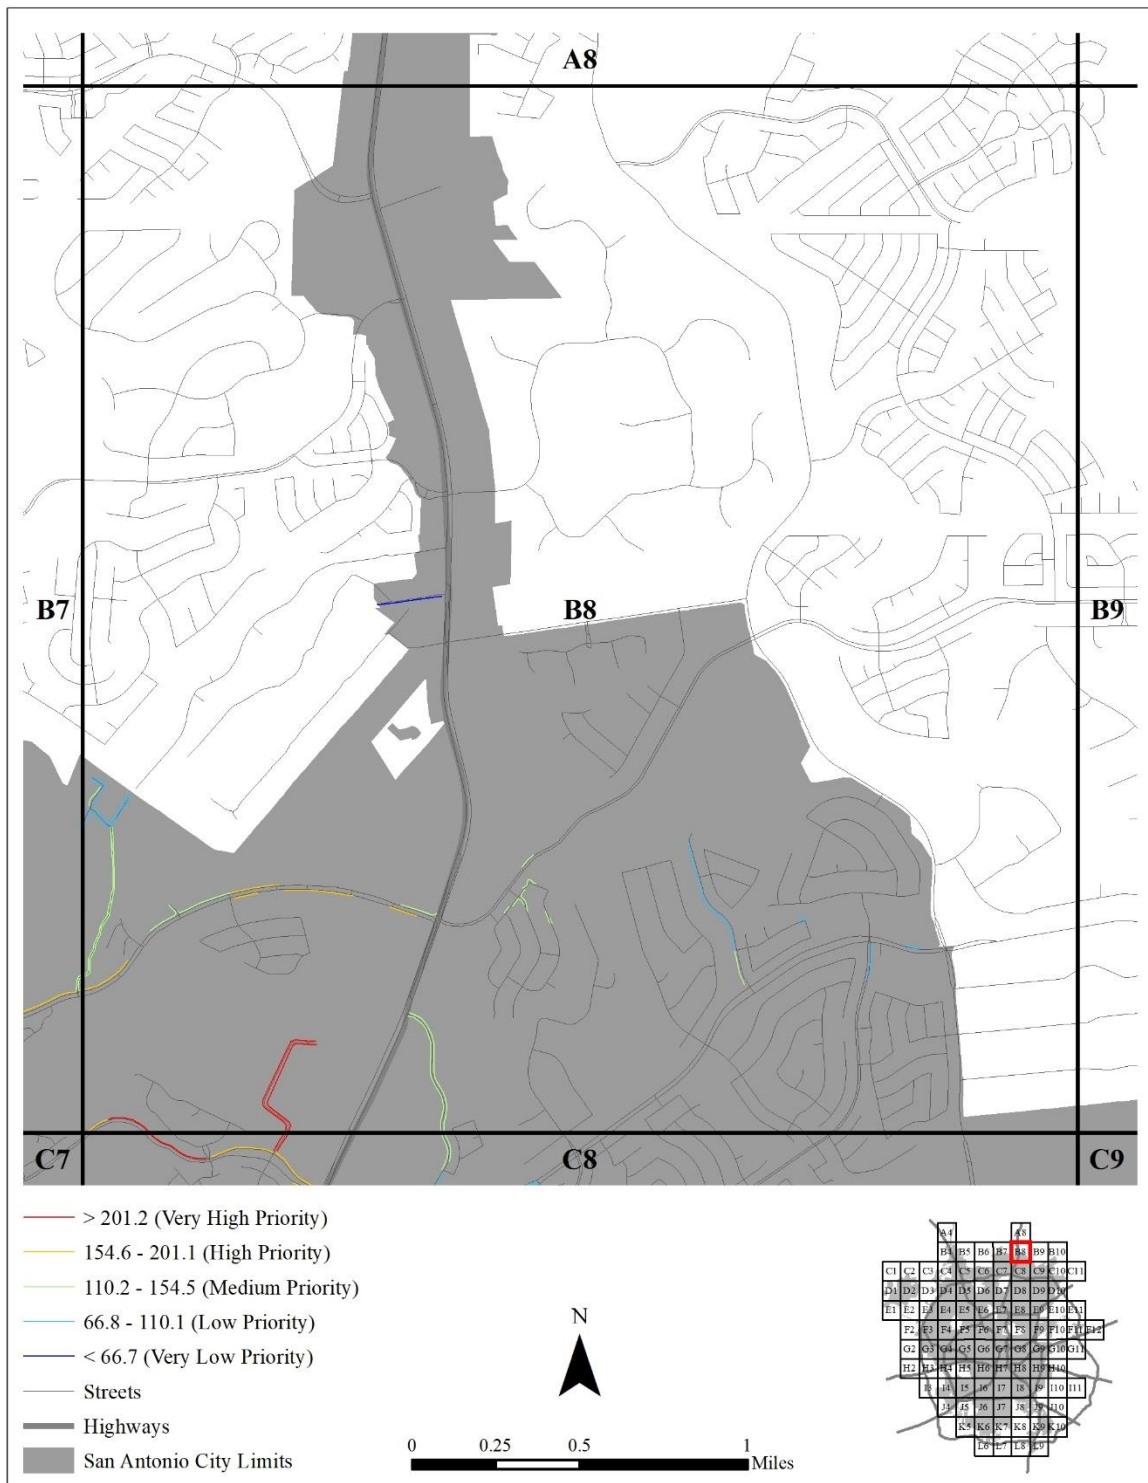 A8
B7
B8
B9
C7
C8
C9
> 201.2 (Very High Priority)
154.6 - 201.1 (High Priority)
110.2 - 154.5 (Medium Priority)
66.8 - 110.1 (Low Priority)
< 66.7 (Very Low Priority)
Streets
Highways
San Antonio City Limits
N
0 0.25 0.5 1
Miles
A4 A8
B4 B5 B6 B7 B8 B9 B10
C1 C2 C3 C4 C5 C6 C7 C8 C9 C10 C11
D1 D2 D3 D4 D5 D6 D7 D8 D9 D10
E1 E2 E3 E4 E5 E6 E7 E8 E9 E10 E11
F2 F3 F4 F5 F6 F7 F8 F9 F10 F11 F12
G2 G3 G4 G5 G6 G7 G8 G9 G10 G11
H2 H3 H4 H5 H6 H7 H8 H9 H10
I3 I4 I5 I6 I7 I8 I9 I10 I11
J4 J5 J6 J7 J8 J9 J10
K5 K6 K7 K8 K9 K10
L6 L7 L8 L9